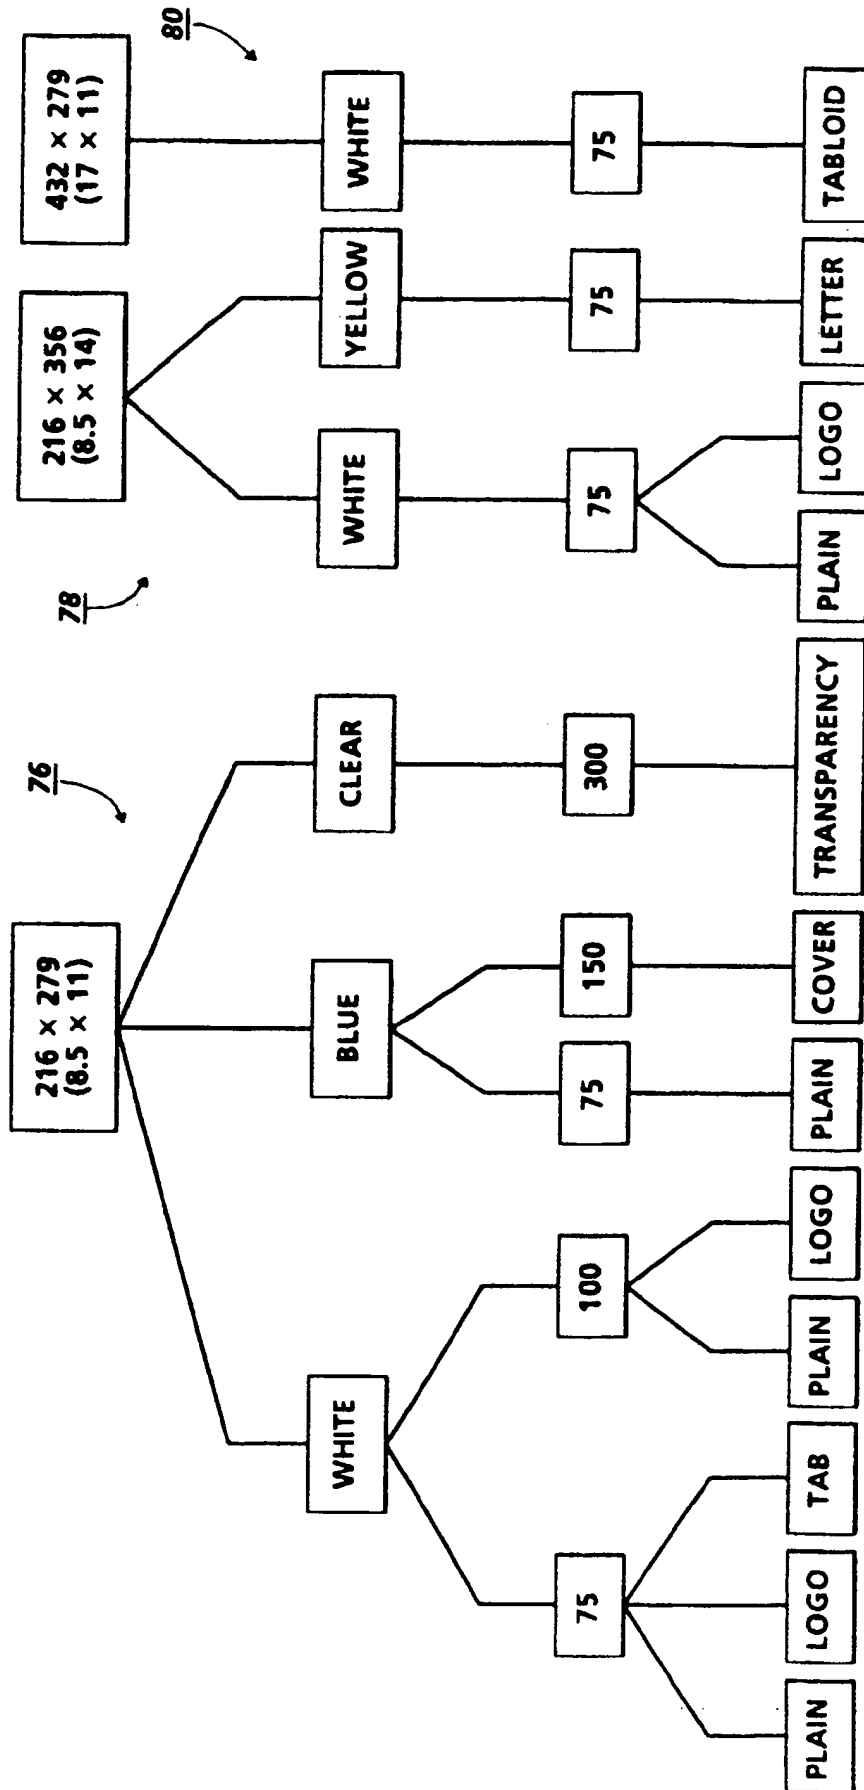 76
78
80
216 × 279
(8.5 × 11)
216 × 356
(8.5 × 14)
432 × 279
(17 × 11)
WHITE
BLUE
CLEAR
WHITE
YELLOW
WHITE
75
100
75
150
300
75
75
75
PLAIN
LOGO
TAB
PLAIN
LOGO
PLAIN
COVER
TRANSPARENCY
PLAIN
LOGO
LETTER
TABLOID